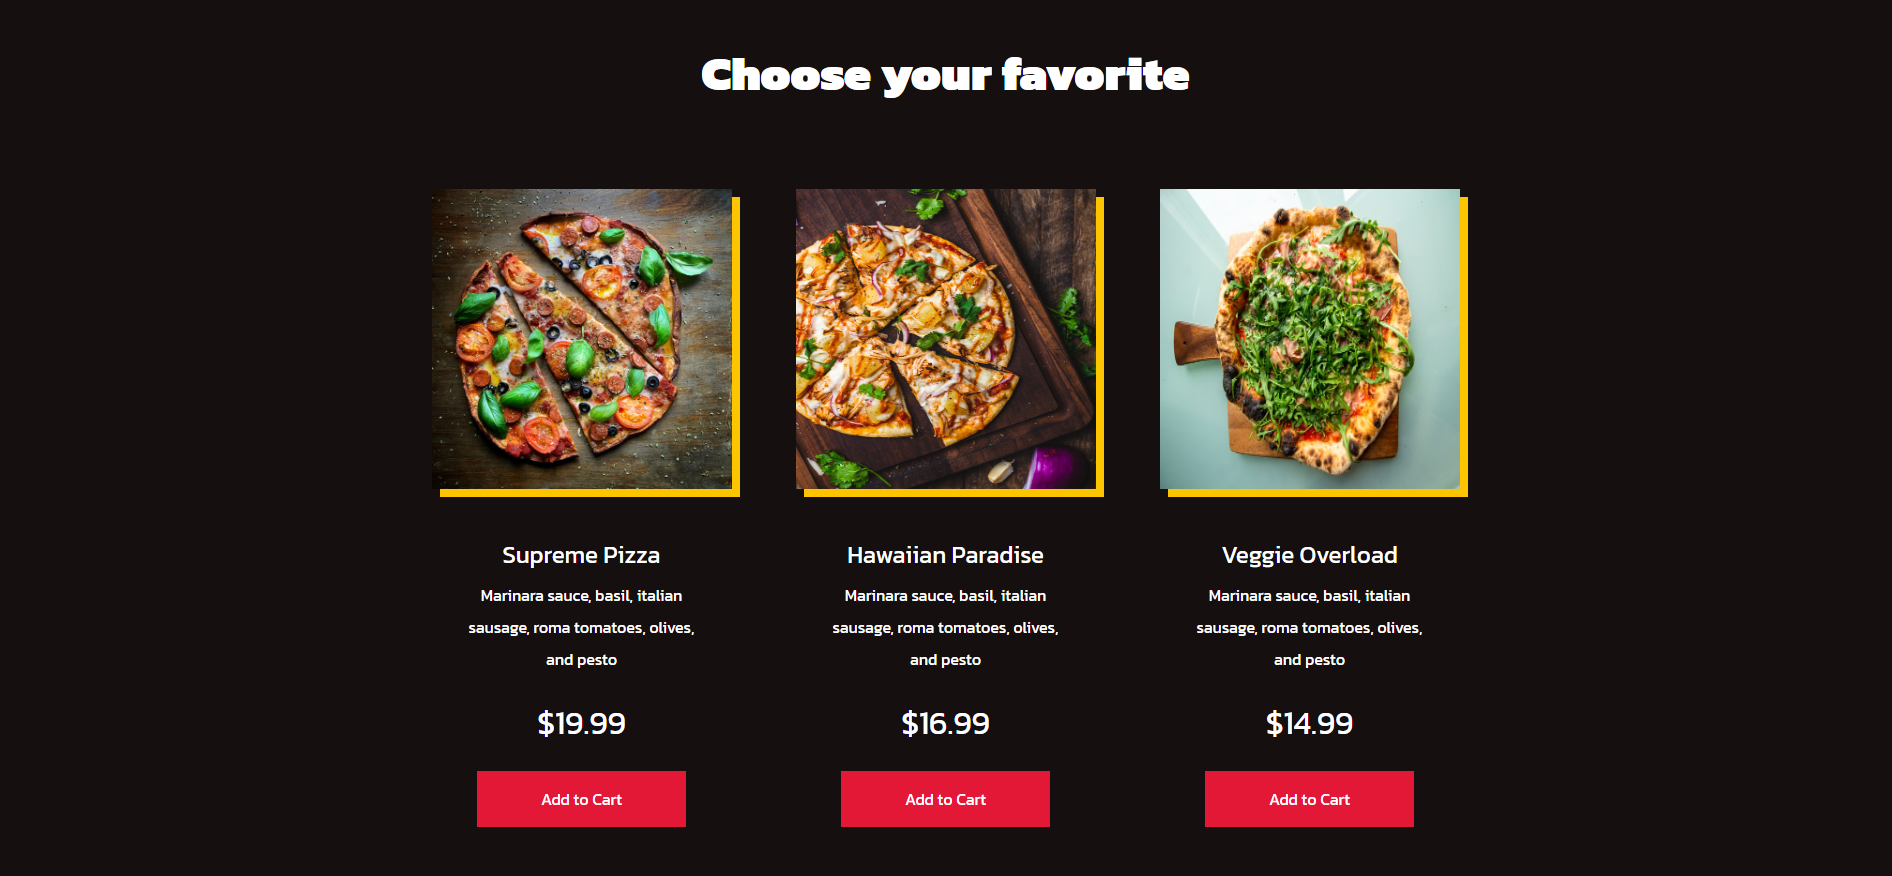 Choose your favorite
Supreme Pizza
Marinara sauce, basil, italian
sausage, roma tomatoes, olives,
and pesto
$19.99
Add to Cart
Hawaiian Paradise
Marinara sauce, basil, italian
sausage, roma tomatoes, olives,
and pesto
$16.99
Add to Cart
Veggie Overload
Marinara sauce, basil, italian
sausage, roma tomatoes, olives,
and pesto
$14.99
Add to Cart